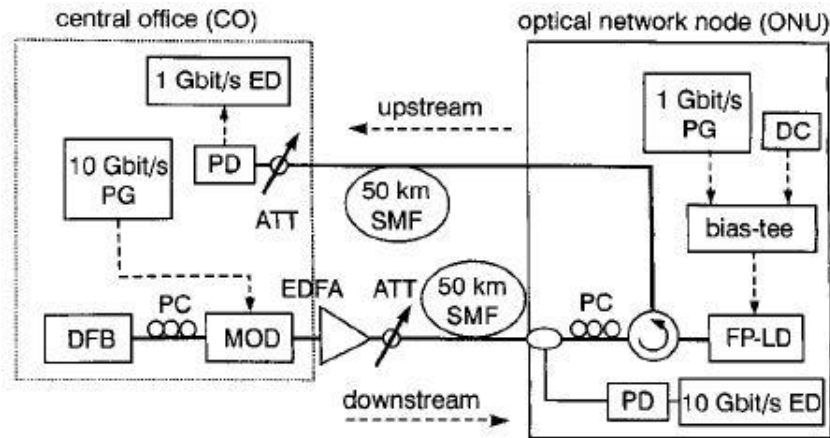 central office (CO)
optical network node (ONU)
1 Gbit/s ED
upstream
1 Gbit/s
PG
DC
10 Gbit/s
PG
PD
ATT
50 km
SMF
bias-tee
EDFA
ATT
50 km
SMF
PC
PC
DFB
MOD
FP-LD
downstream
PD
10 Gbit/s ED